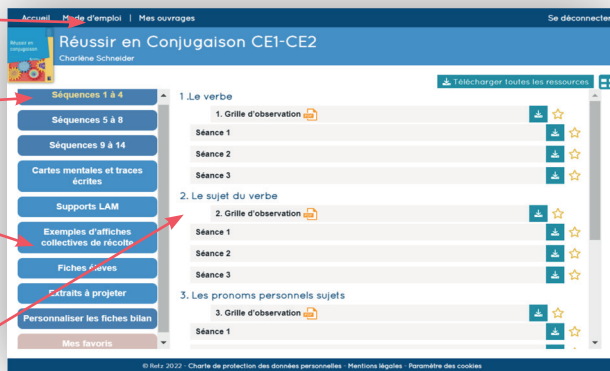 Accueil Mode d'emploi | Mes ouvrages Se déconnecter
Réussir en Conjugaison CE1-CE2
Charlène Schneider
Télécharger toutes les ressources
Séquences 1 à 4
Séquences 5 à 8
Séquences 9 à 14
Cartes mentales et traces
écrites
Supports LAM
Exemples d'affiches
collectives de récolte
Fiches élèves
Extraits à projeter
Personnaliser les fiches bilan
Mes favoris
1 .Le verbe
1. Grille d'observation
Séance 1
Séance 2
Séance 3
2. Le sujet du verbe
2. Grille d'observation
Séance 1
Séance 2
Séance 3
3. Les pronoms personnels sujets
3. Grille d'observation
Séance 1
© Retz 2022 - Charte de protection des données personnelles - Mentions légales - Paramètre des cookies